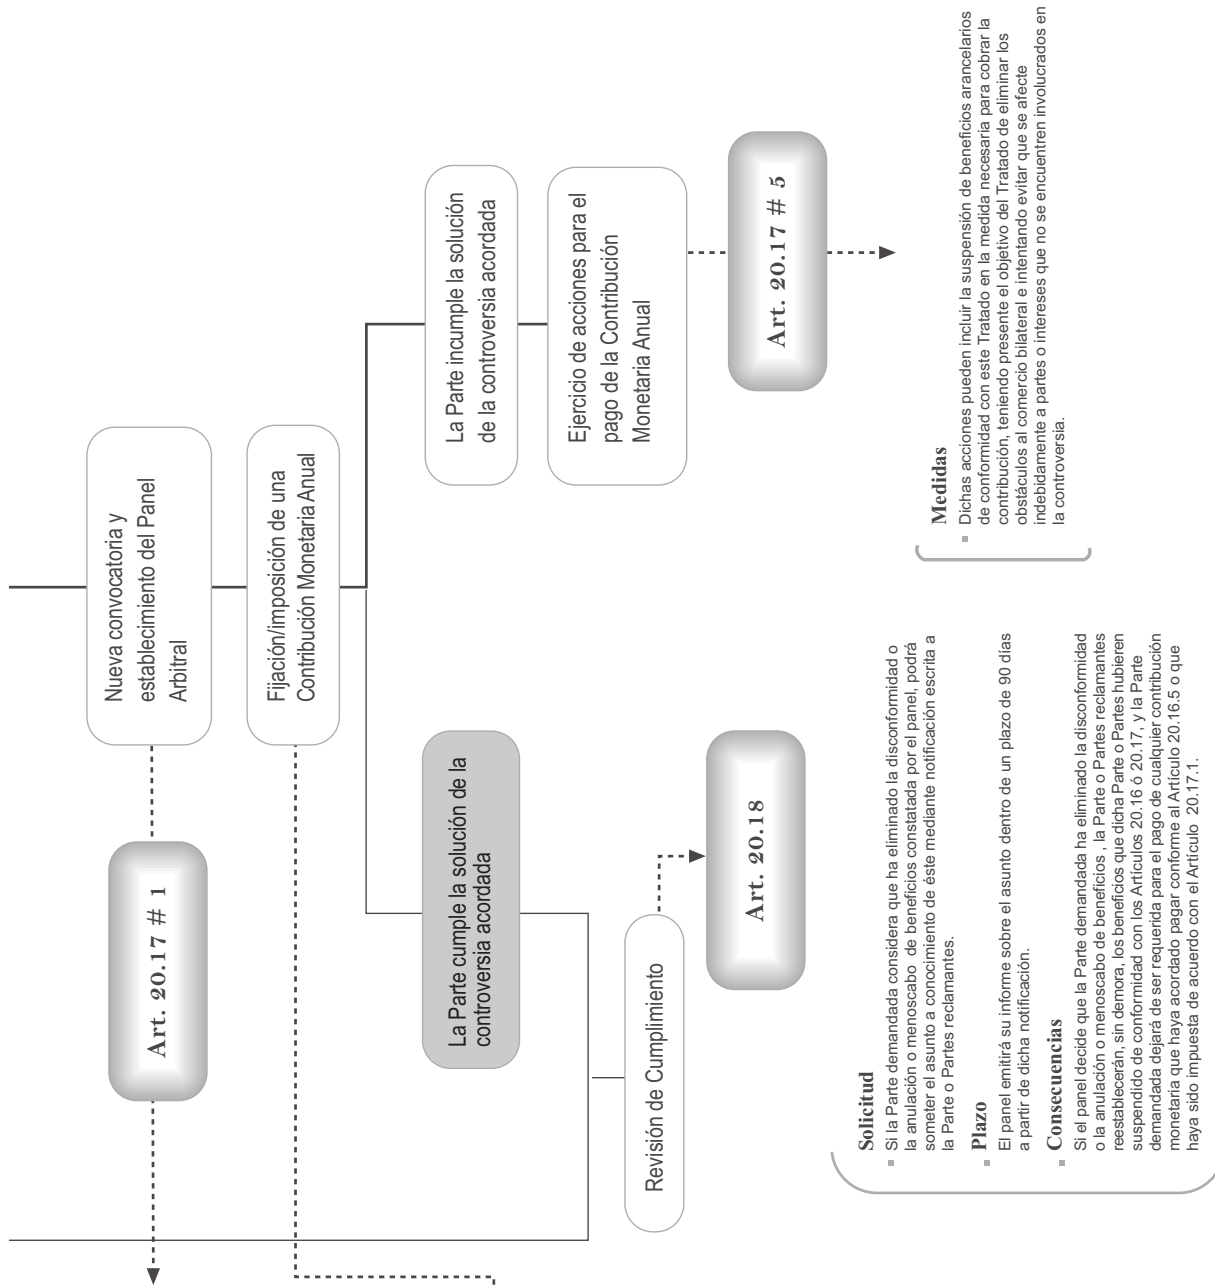 Nueva convocatoria y
establecimiento del Panel
Arbitral
Art. 20.17 # 1
Fijación/imposición de una
Contribución Monetaria Anual
La Parte cumple la solución de la
controversia acordada
La Parte incumple la solución
de la controversia acordada
Ejercicio de acciones para el
pago de la Contribución
Monetaria Anual
Revisión de Cumplimiento
Art. 20.18
Art. 20.17 # 5
Solicitud
▪ Si la Parte demandada considera que ha eliminado la disconformidad o
la anulación o menoscabo de beneficios constatada por el panel, podrá
someter el asunto a conocimiento de éste mediante notificación escrita a
la Parte o Partes reclamantes.
Plazo
▪ El panel emitirá su informe sobre el asunto dentro de un plazo de 90 días
a partir de dicha notificación.
Consecuencias
▪ Si el panel decide que la Parte demandada ha eliminado la disconformidad
o la anulación o menoscabo de beneficios , la Parte o Partes reclamantes
reestablecerán, sin demora, los beneficios que dicha Parte o Partes hubieren
suspendido de conformidad con los Artículos 20.16 ó 20.17, y la Parte
demandada dejará de ser requerida para el pago de cualquier contribución
monetaria que haya acordado pagar conforme al Artículo 20.16.5 o que
haya sido impuesta de acuerdo con el Artículo 20.17.1.
Medidas
▪ Dichas acciones pueden incluir la suspensión de beneficios arancelarios
de conformidad con este Tratado en la medida necesaria para cobrar la
contribución, teniendo presente el objetivo del Tratado de eliminar los
obstáculos al comercio bilateral e intentando evitar que se afecte
indebidamente a partes o intereses que no se encuentren involucrados en
la controversia.